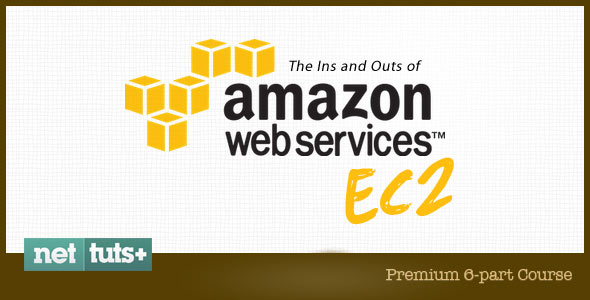 The Ins and Outs of
amazon
web services™
EC2
net tuts+
Premium 6-part Course